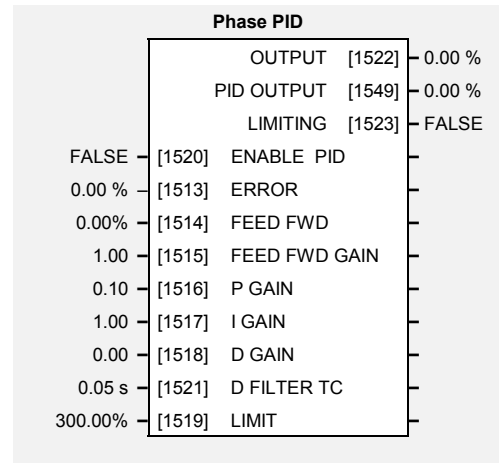 Phase PID
OUTPUT [1522] 0.00 %
PID OUTPUT [1549] 0.00 %
LIMITING [1523] FALSE
FALSE [1520] ENABLE PID
0.00 % [1513] ERROR
0.00% [1514] FEED FWD
1.00 [1515] FEED FWD GAIN
0.10 [1516] P GAIN
1.00 [1517] I GAIN
0.00 [1518] D GAIN
0.05 s [1521] D FILTER TC
300.00% [1519] LIMIT